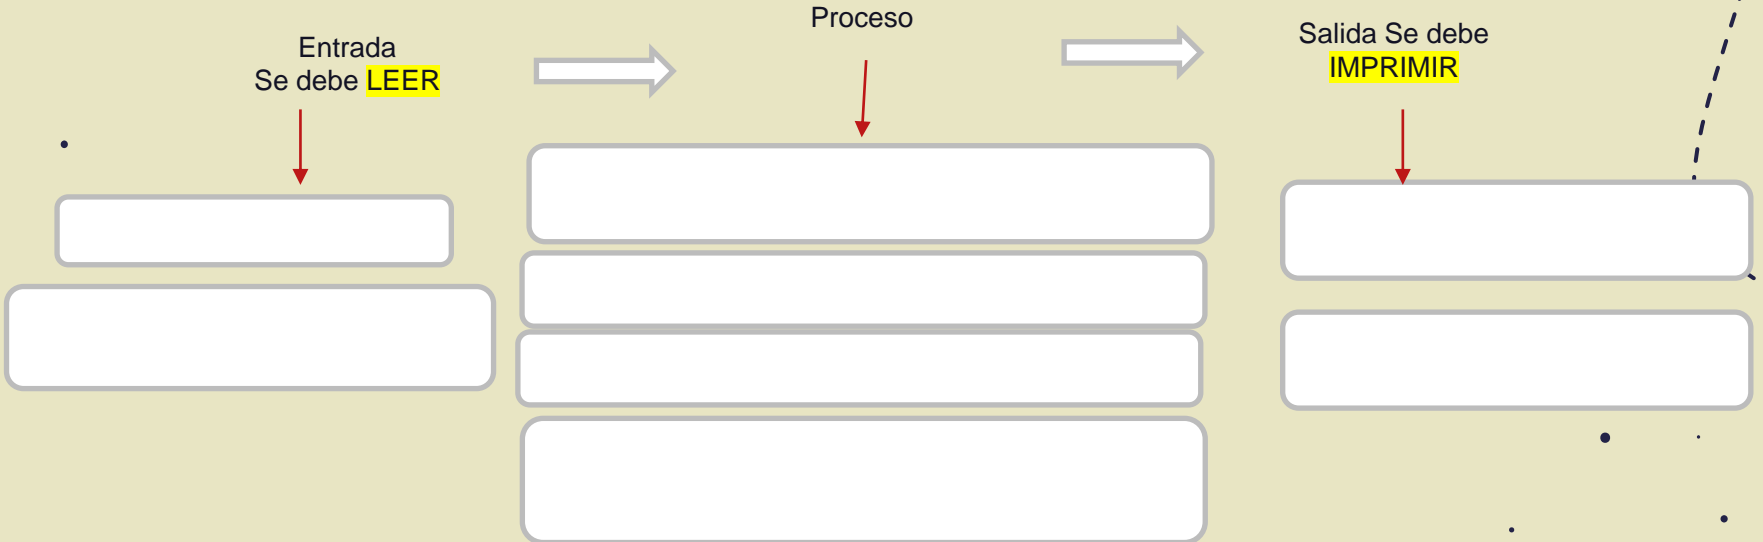 Entrada
Se debe LEER
Proceso
Salida Se debe
IMPRIMIR